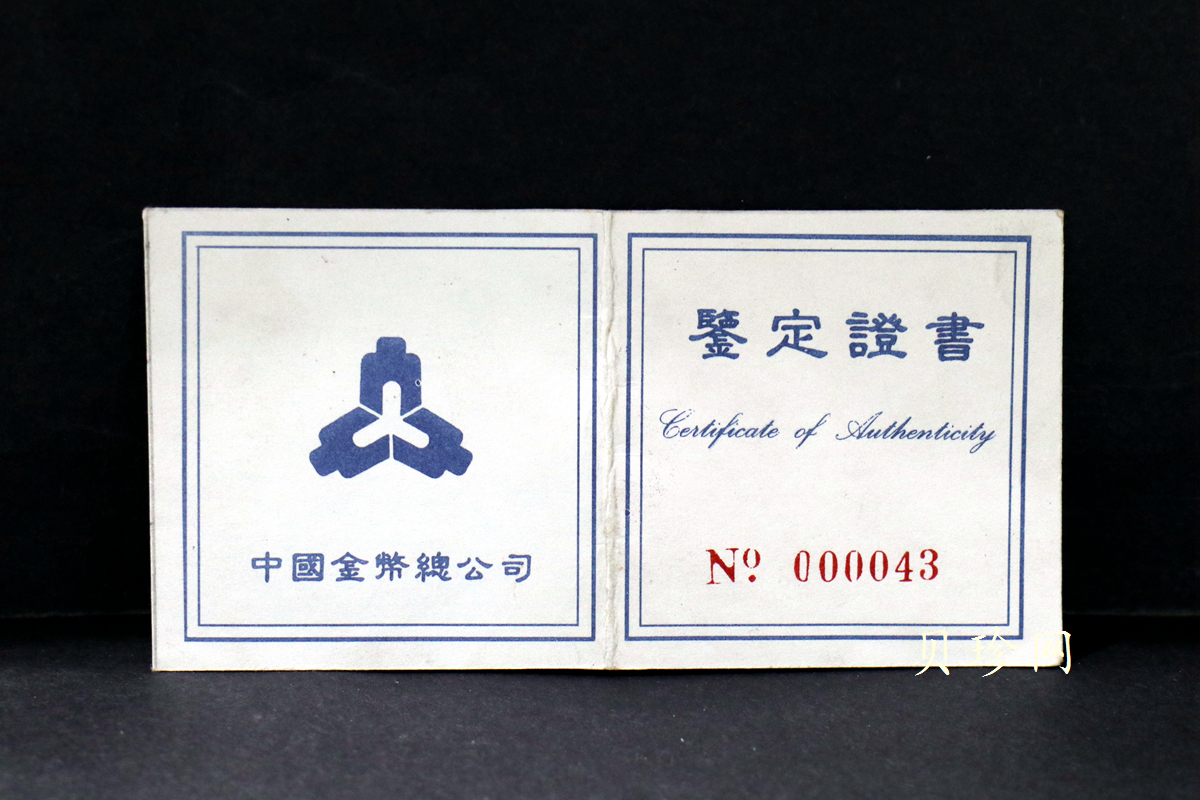 中國金幣總公司
鑒定證書
Certificate of Authenticity
Nº 000043
贝珍网